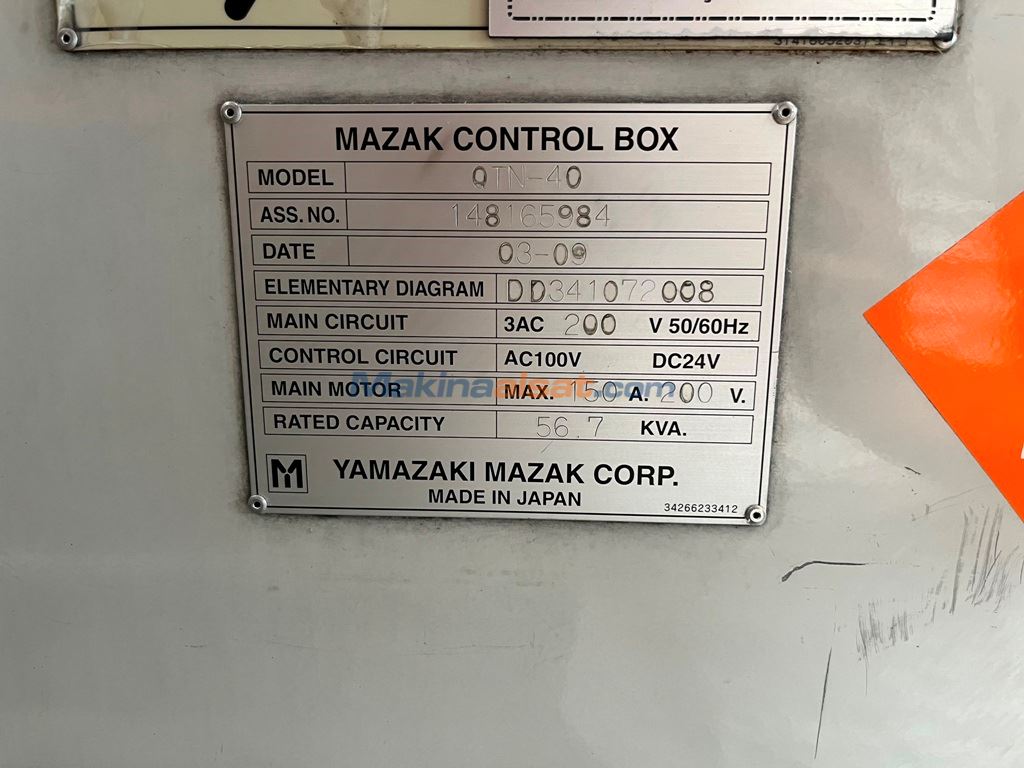 MAZAK CONTROL BOX
MODEL QTN-40
ASS. NO. 148165984
DATE 03-09
ELEMENTARY DIAGRAM DD341072008
MAIN CIRCUIT 3AC 200 V 50/60Hz
CONTROL CIRCUIT AC100V DC24V
Makinaalsat.com
MAIN MOTOR MAX. 150 A. 200 V.
RATED CAPACITY 56.7 KVA.
M YAMAZAKI MAZAK CORP.
MADE IN JAPAN
34266233412